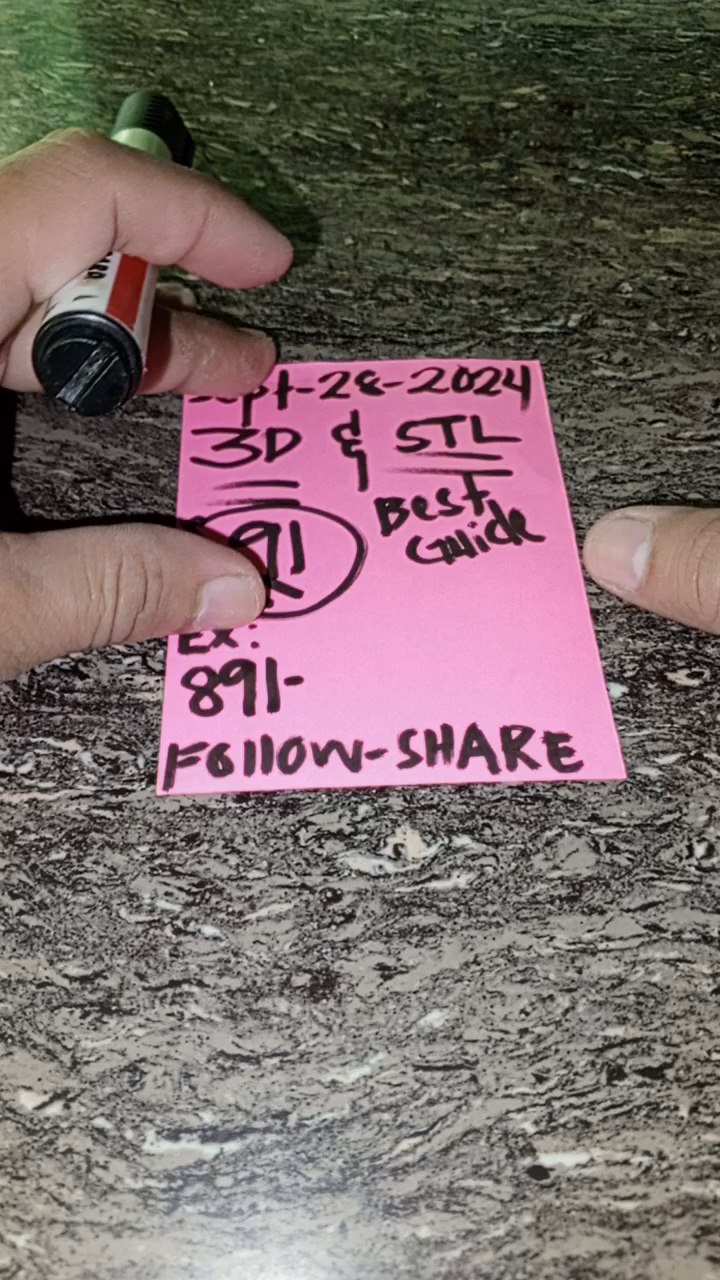 Sept-28-2024
3D & STL
Best
Guide
91
Ex:
891-
Follow-SHARE